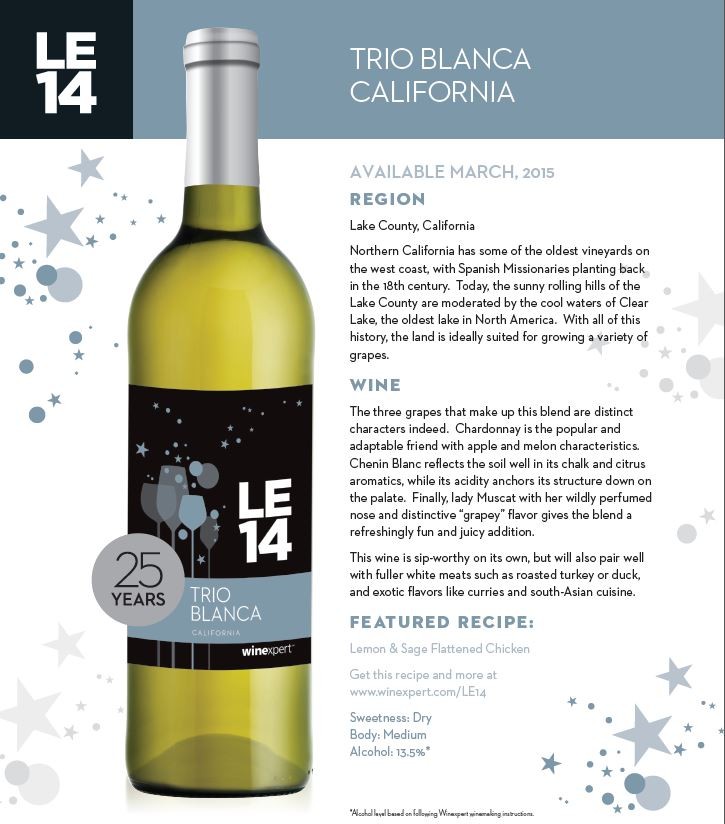 LE
14
TRIO BLANCA
CALIFORNIA
AVAILABLE MARCH, 2015
REGION
Lake County, California
Northern California has some of the oldest vineyards on
the west coast, with Spanish Missionaries planting back
in the 18th century. Today, the sunny rolling hills of the
Lake County are moderated by the cool waters of Clear
Lake, the oldest lake in North America. With all of this
history, the land is ideally suited for growing a variety of
grapes.
WINE
The three grapes that make up this blend are distinct
characters indeed. Chardonnay is the popular and
adaptable friend with apple and melon characteristics.
Chenin Blanc reflects the soil well in its chalk and citrus
aromatics, while its acidity anchors its structure down on
the palate. Finally, lady Muscat with her wildly perfumed
nose and distinctive “grapey” flavor gives the blend a
refreshingly fun and juicy addition.
This wine is sip-worthy on its own, but will also pair well
with fuller white meats such as roasted turkey or duck,
and exotic flavors like curries and south-Asian cuisine.
FEATURED RECIPE:
Lemon & Sage Flattened Chicken
Get this recipe and more at
www.winexpert.com/LE14
Sweetness: Dry
Body: Medium
Alcohol: 13.5%*
*Alcohol level based on following Winexpert winemaking instructions.
LE
14
25
YEARS
TRIO
BLANCA
CALIFORNIA
winexpert™